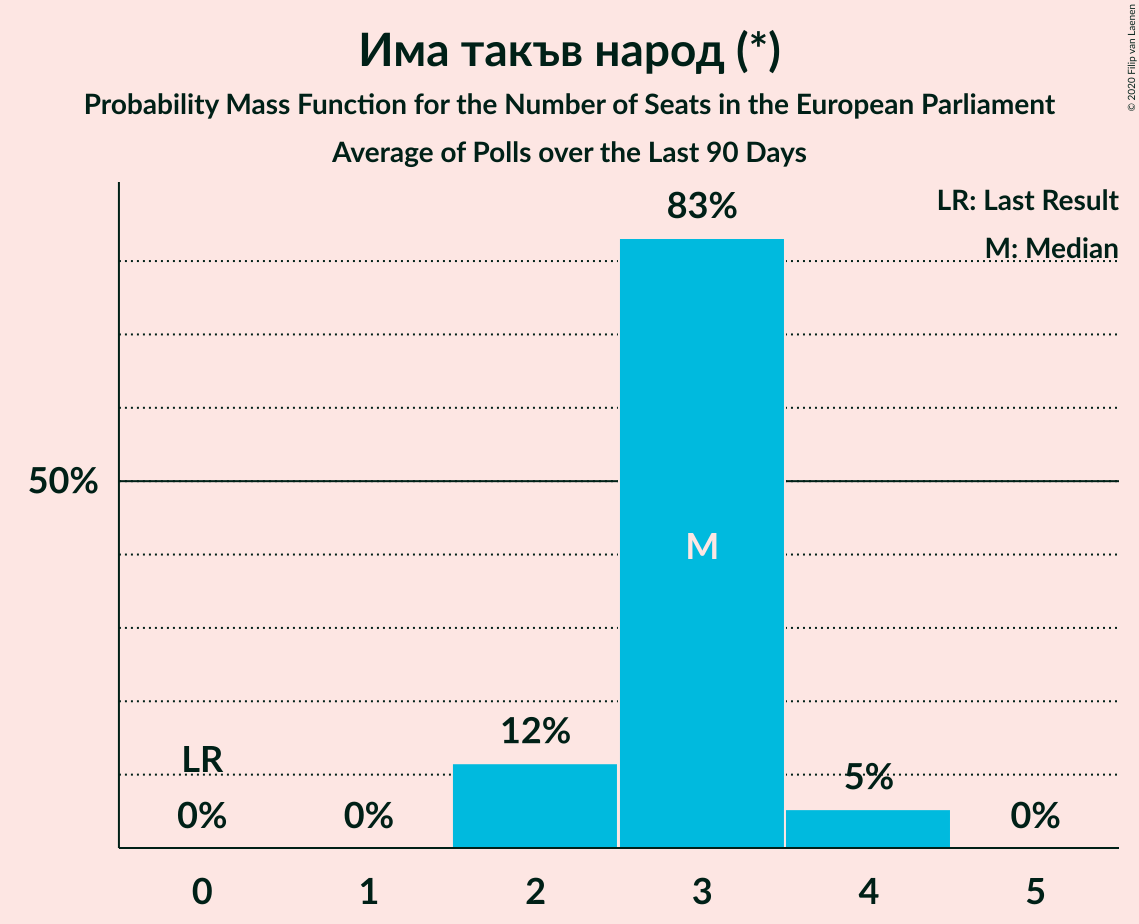 Има такъв народ (*)
Probability Mass Function for the Number of Seats in the European Parliament
Average of Polls over the Last 90 Days
© 2020 Filip van Laenen
LR: Last Result
M: Median
83%
50%
M
12%
LR
5%
0%
0%
0%
0
1
2
3
4
5